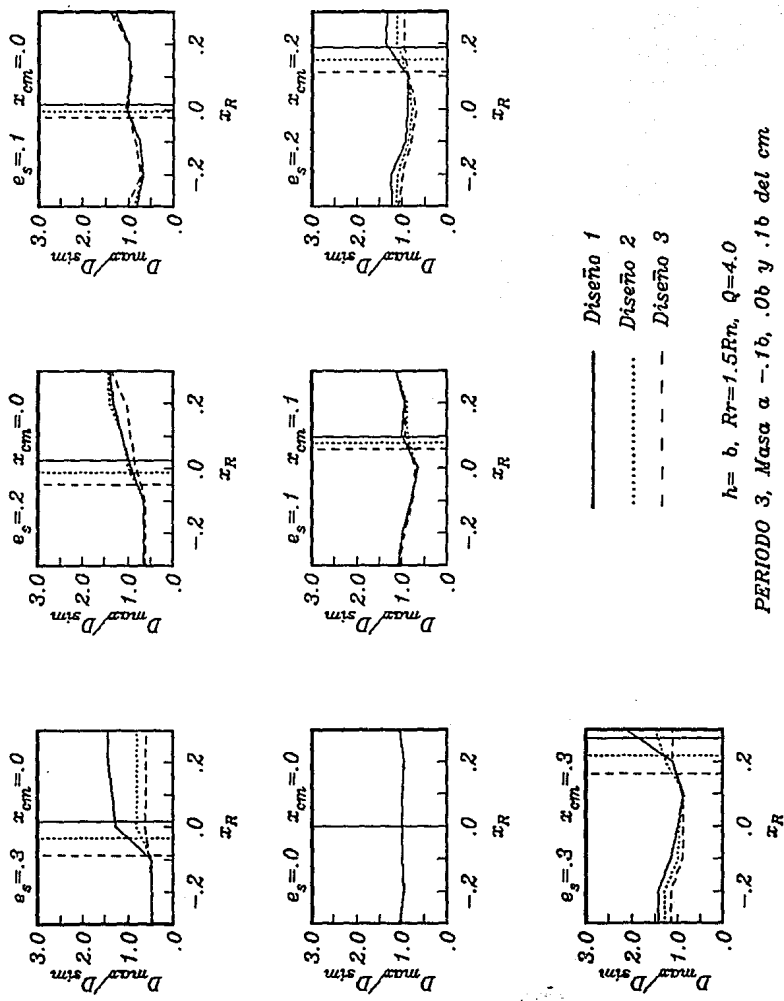 e_s=.3 x_cm=.0
3.0
2.0
1.0
.0
D_max/D_sim
-.2 .0 .2
x_R
e_s=.2 x_cm=.0
3.0
2.0
1.0
.0
D_max/D_sim
-.2 .0 .2
x_R
e_s=.1 x_cm=.0
3.0
2.0
1.0
.0
D_max/D_sim
-.2 .0 .2
x_R
e_s=.0 x_cm=.0
3.0
2.0
1.0
.0
D_max/D_sim
-.2 .0 .2
x_R
e_s=.1 x_cm=.1
3.0
2.0
1.0
.0
D_max/D_sim
-.2 .0 .2
x_R
e_s=.2 x_cm=.2
3.0
2.0
1.0
.0
D_max/D_sim
-.2 .0 .2
x_R
e_s=.3 x_cm=.3
3.0
2.0
1.0
.0
D_max/D_sim
-.2 .0 .2
x_R
Diseño 1
Diseño 2
Diseño 3
h= b, Rr=1.5Rn, Q=4.0
PERIODO 3, Masa a -.1b, .0b y .1b del cm